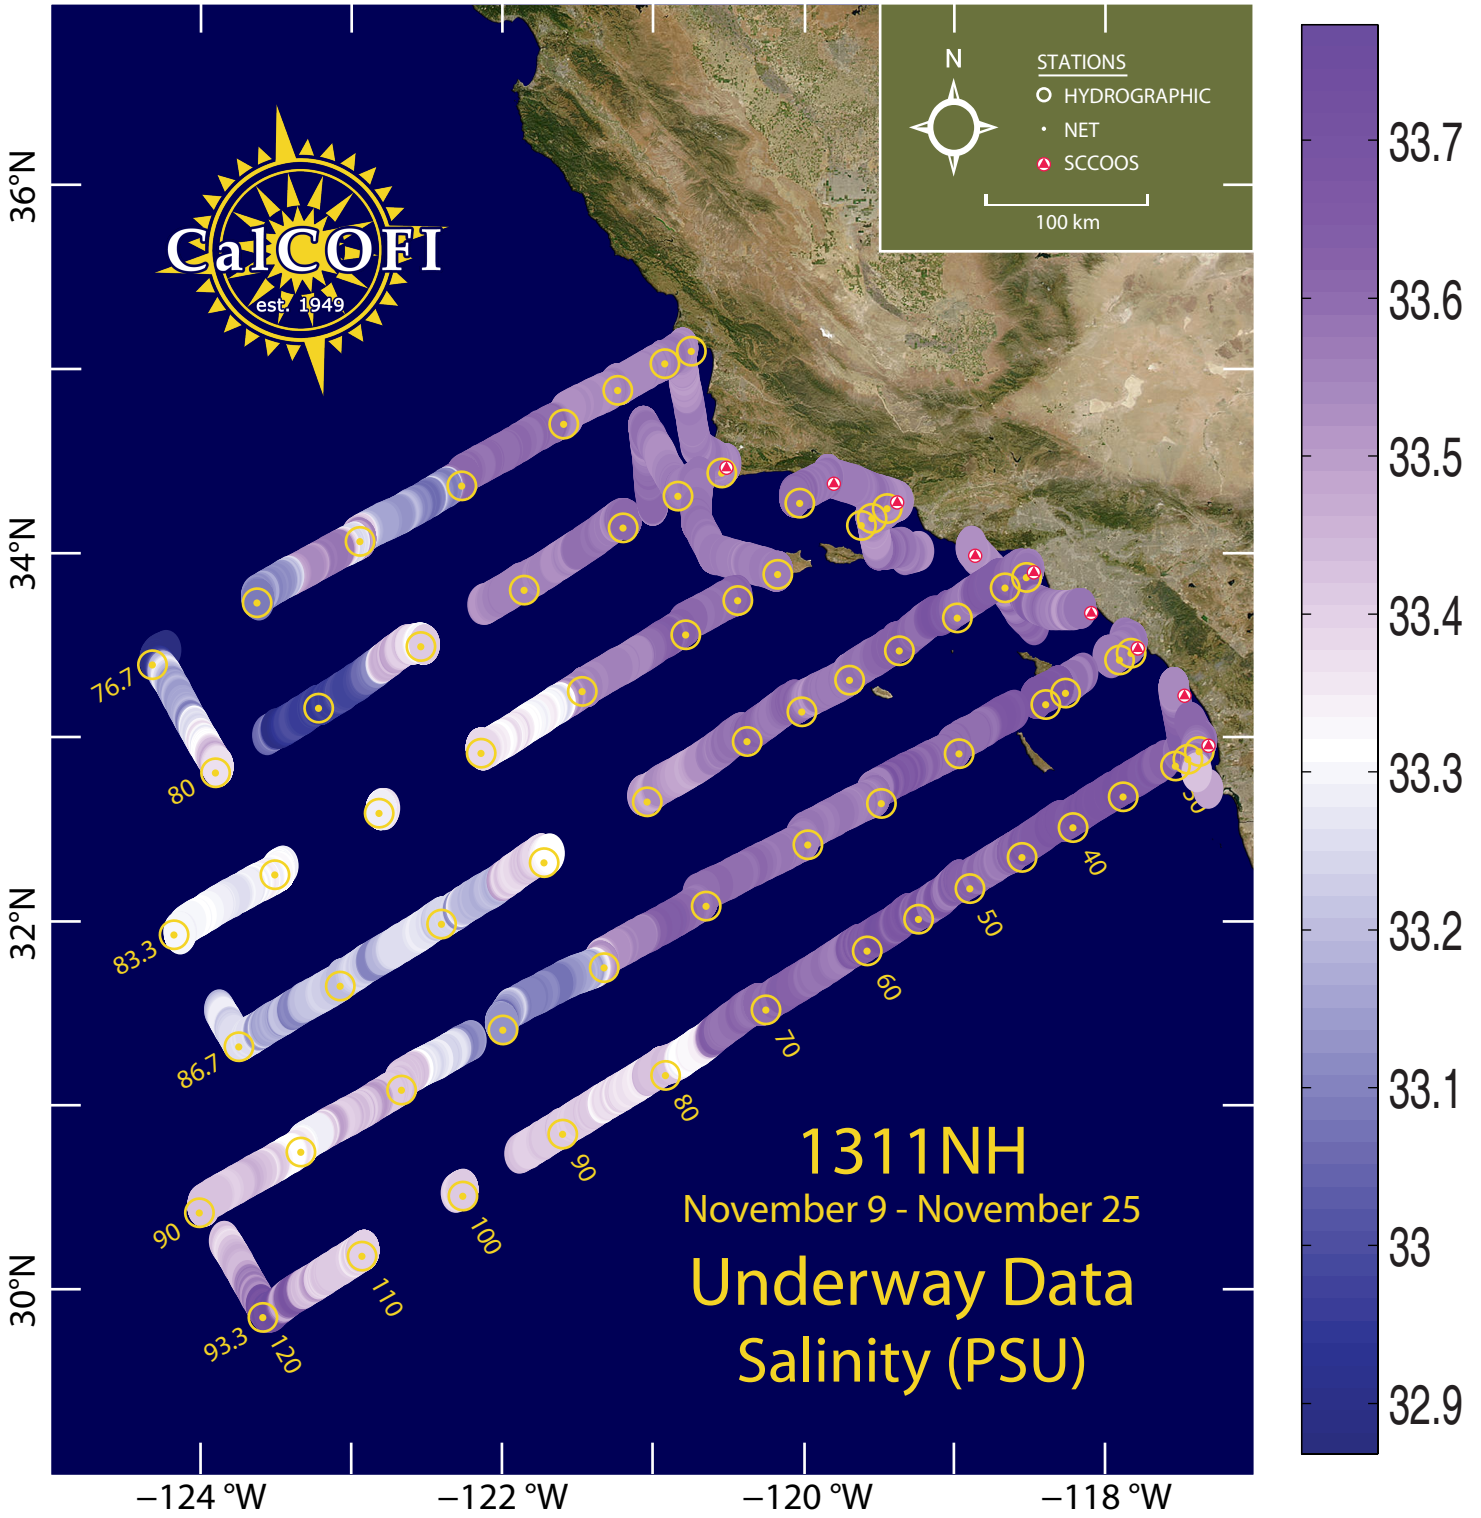 N
STATIONS
HYDROGRAPHIC
NET
SCCOOS
100 km
CalCOFI
est. 1949
36°N
34°N
32°N
30°N
76.7
80
83.3
86.7
90
93.3
30
40
50
60
70
80
90
100
110
120
1311NH
November 9 - November 25
Underway Data
Salinity (PSU)
−124 °W
−122 °W
−120 °W
−118 °W
33.7
33.6
33.5
33.4
33.3
33.2
33.1
33
32.9